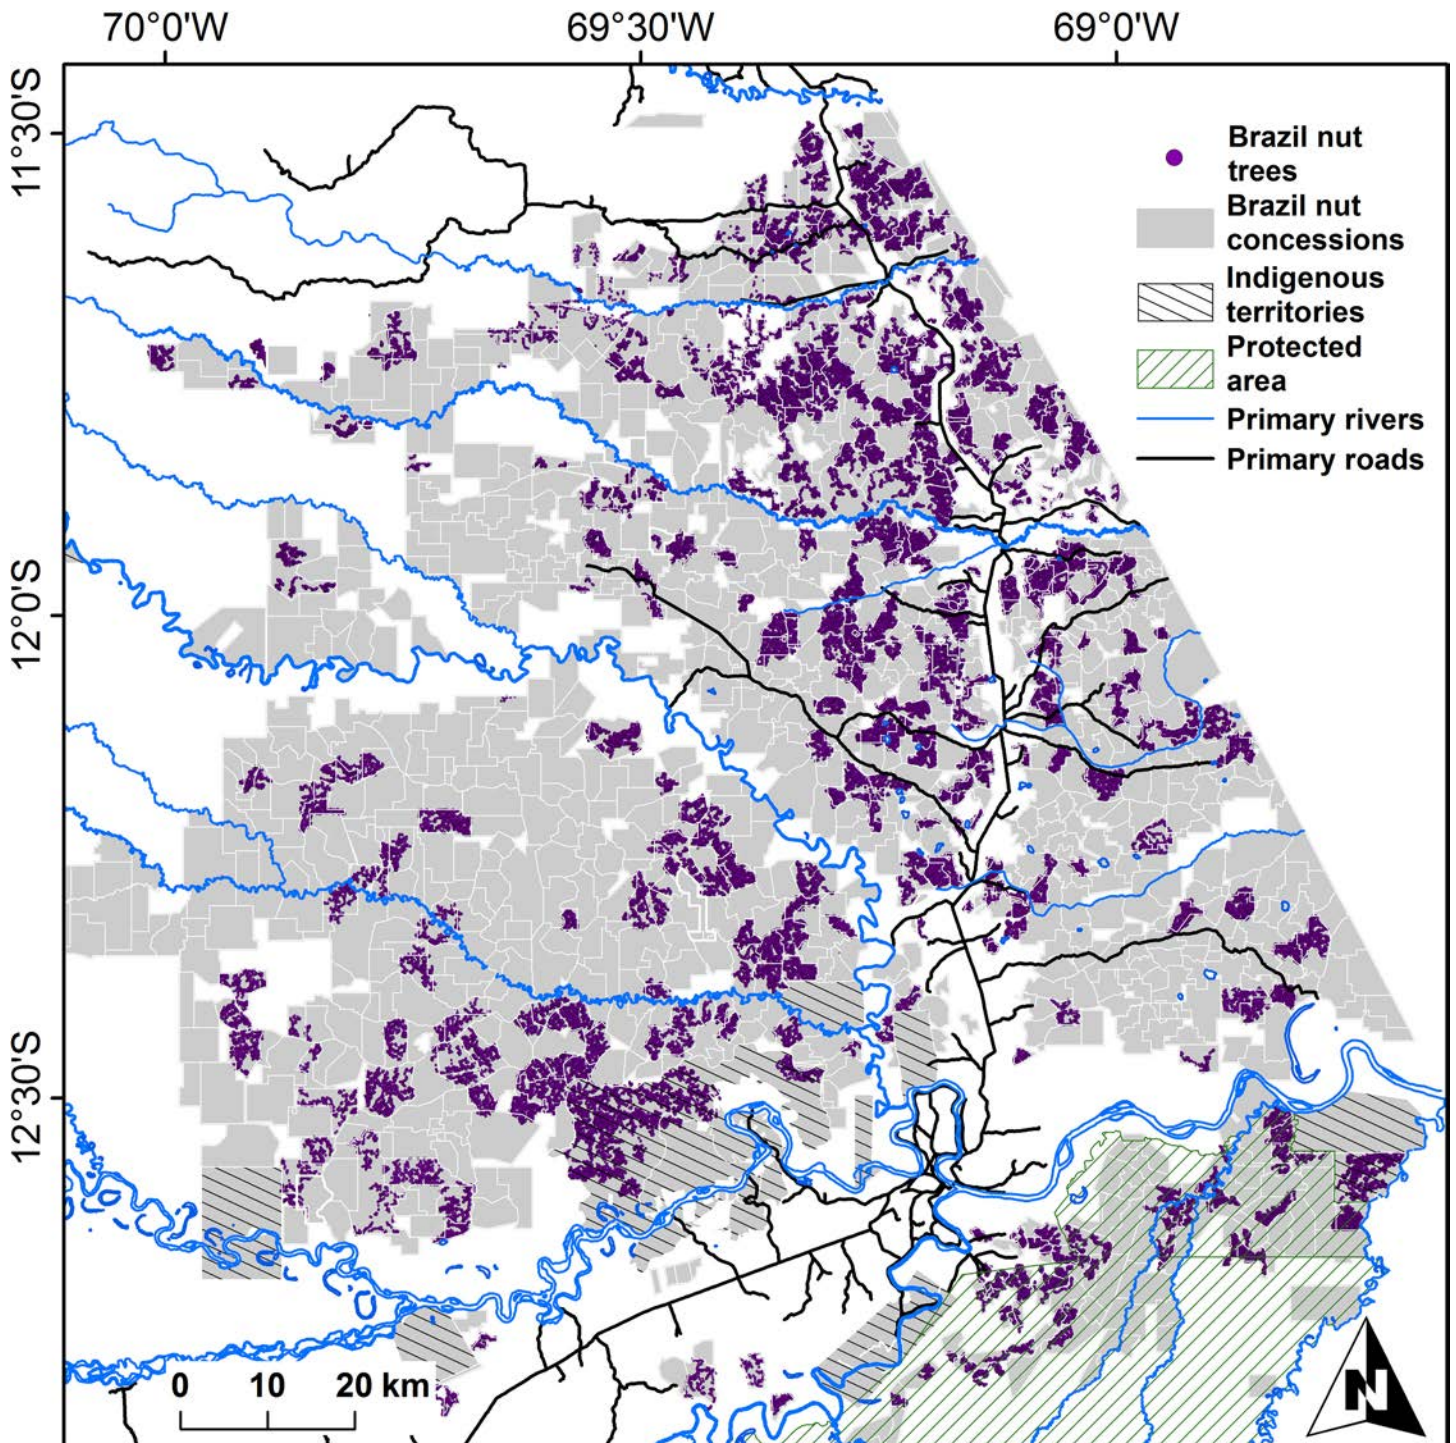 70°0'W 69°30'W 69°0'W
11°30'S
12°0'S
12°30'S
Brazil nut
trees
Brazil nut
concessions
Indigenous
territories
Protected
area
Primary rivers
Primary roads
0 10 20 km
N